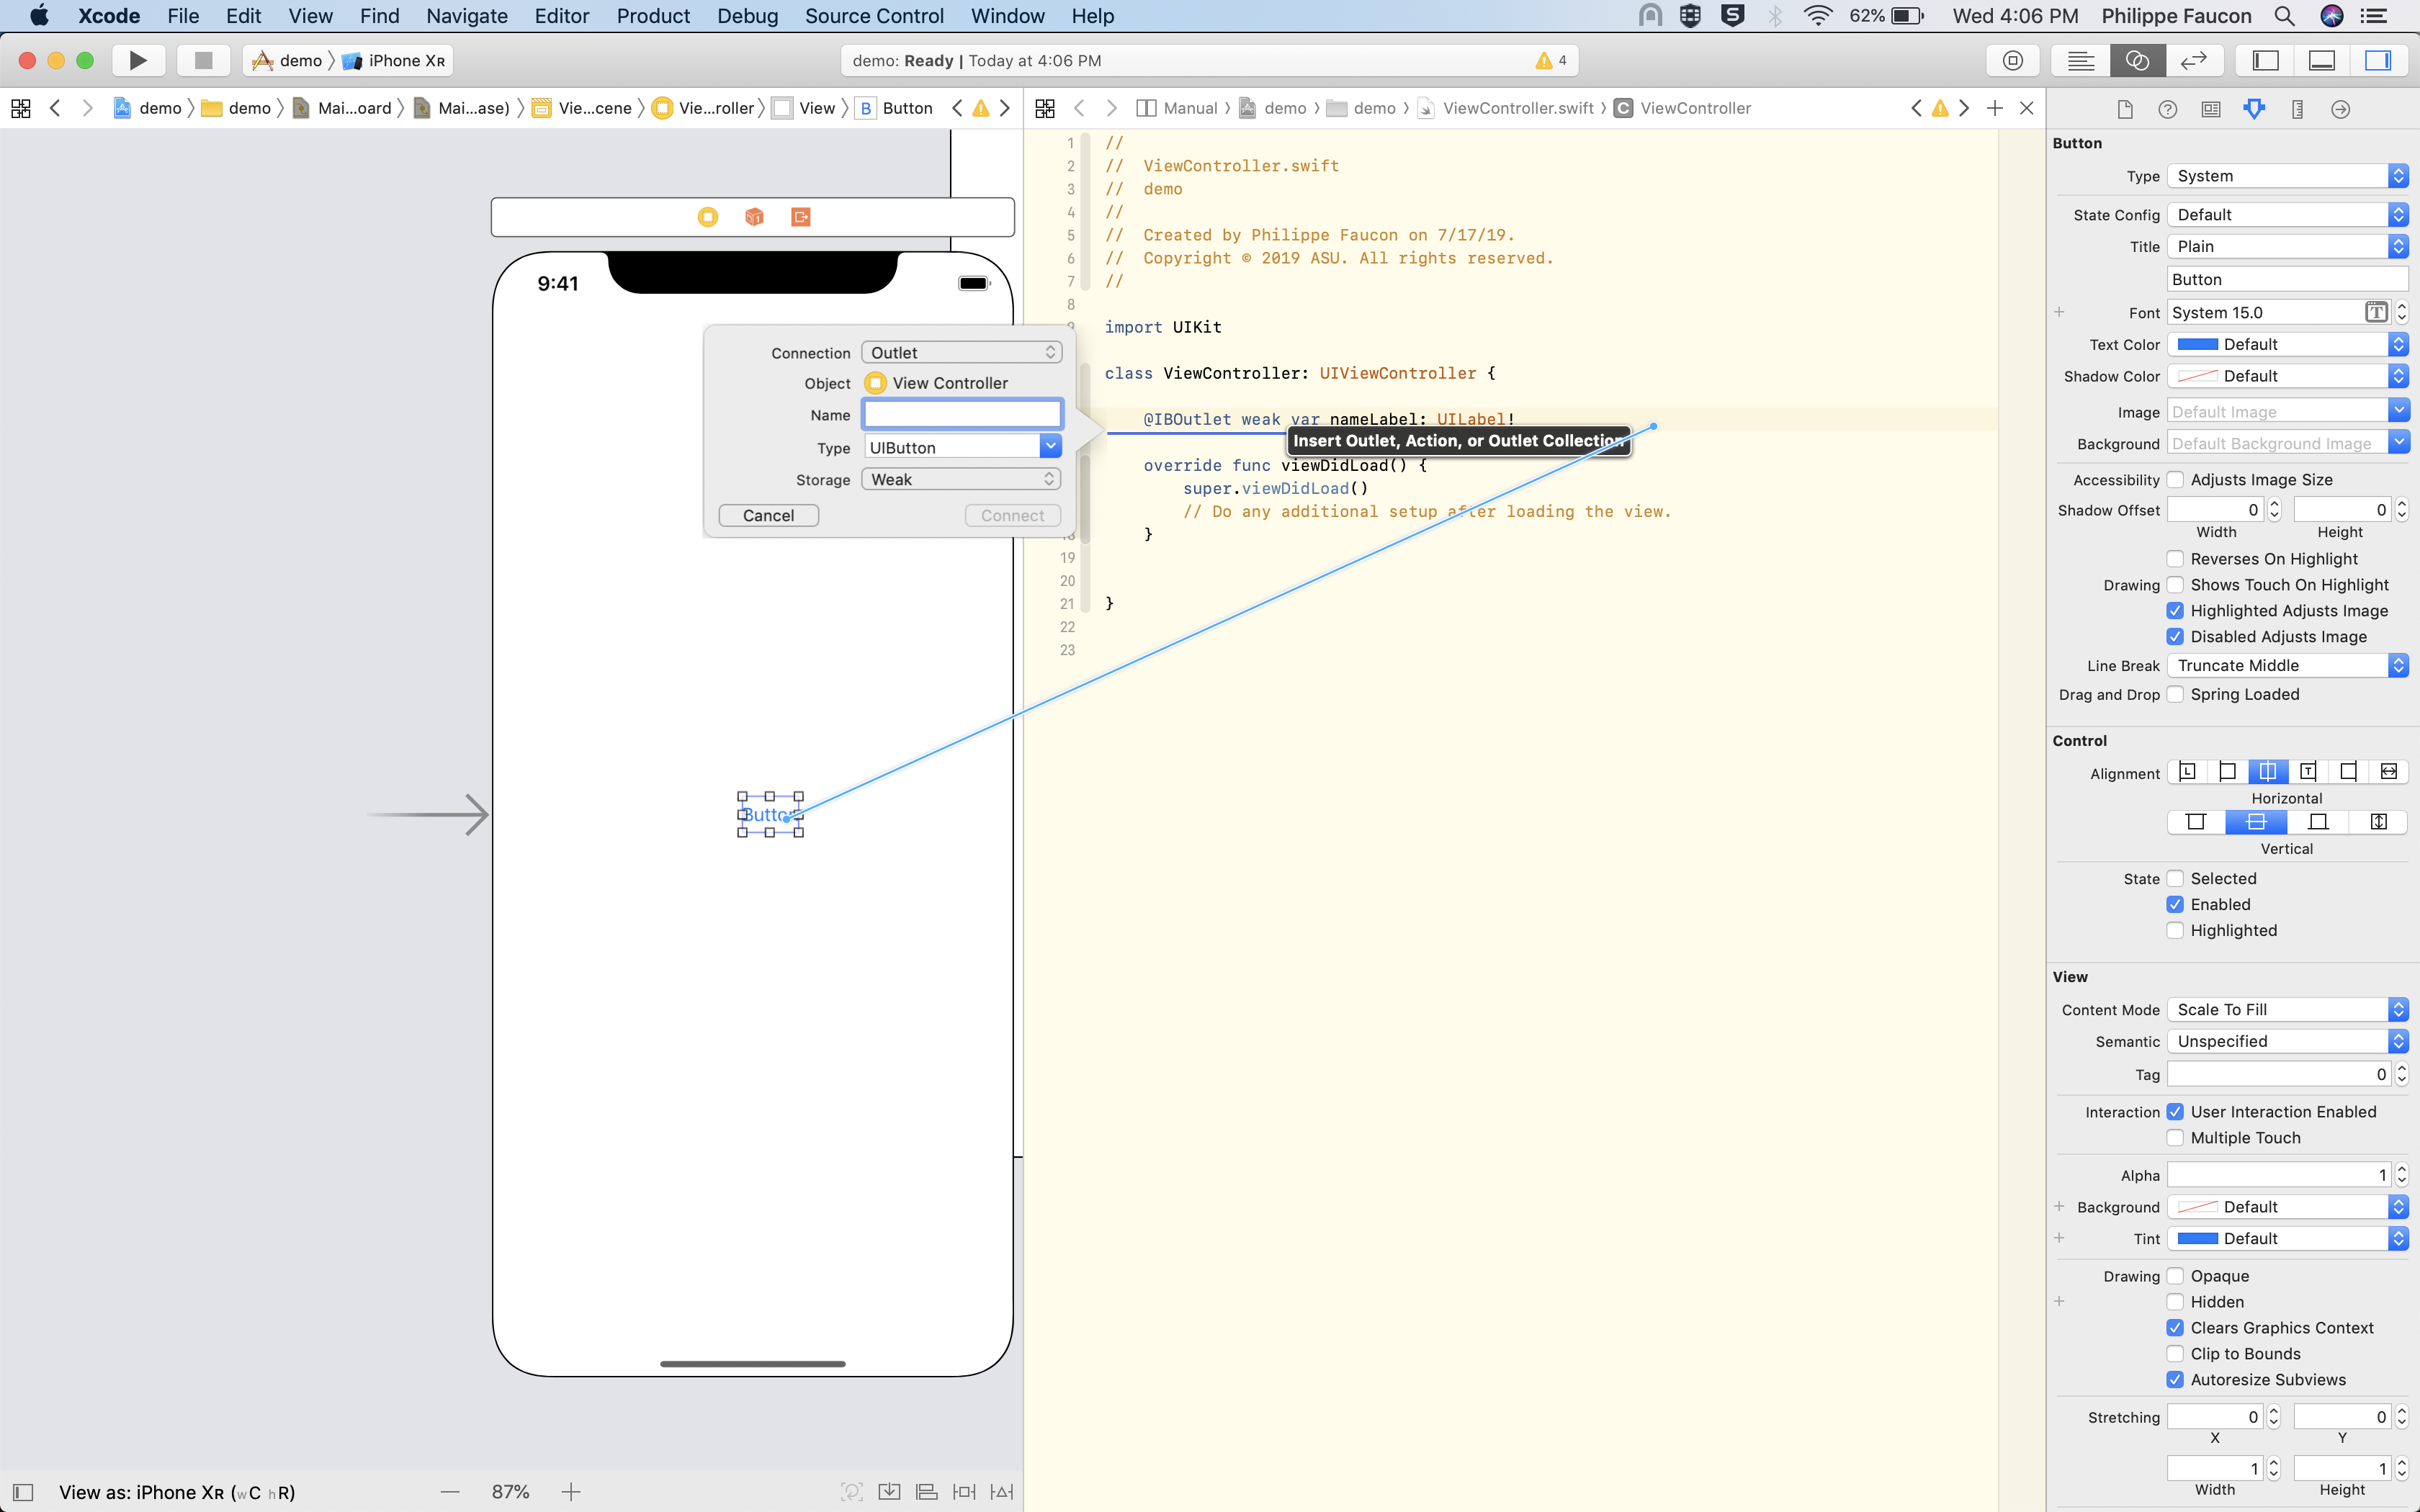 Xcode File Edit View Find Navigate Editor Product Debug Source Control Window Help
62% Wed 4:06 PM Philippe Faucon
demo iPhone XR
demo: Ready | Today at 4:06 PM
4
demo demo Mai...oard Mai...ase) Vie...cene Vie...roller View B Button
Manual demo demo ViewController.swift C ViewController
9:41
Connection Outlet
Object View Controller
Name
Type UIButton
Storage Weak
Cancel Connect
Button
View as: iPhone XR (wC hR)
87%
1 //
2 // ViewController.swift
3 // demo
4 //
5 // Created by Philippe Faucon on 7/17/19.
6 // Copyright © 2019 ASU. All rights reserved.
7 //
8
9 import UIKit
class ViewController: UIViewController {
@IBOutlet weak var nameLabel: UILabel!
Insert Outlet, Action, or Outlet Collection
override func viewDidLoad() {
super.viewDidLoad()
// Do any additional setup after loading the view.
}
19
20
21 }
22
23
Button
Type System
State Config Default
Title Plain
Button
Font System 15.0
Text Color Default
Shadow Color Default
Image Default Image
Background Default Background Image
Accessibility Adjusts Image Size
Shadow Offset 0 0
Width Height
Reverses On Highlight
Drawing Shows Touch On Highlight
Highlighted Adjusts Image
Disabled Adjusts Image
Line Break Truncate Middle
Drag and Drop Spring Loaded
Control
Alignment
Horizontal
Vertical
State Selected
Enabled
Highlighted
View
Content Mode Scale To Fill
Semantic Unspecified
Tag 0
Interaction User Interaction Enabled
Multiple Touch
Alpha 1
Background Default
Tint Default
Drawing Opaque
Hidden
Clears Graphics Context
Clip to Bounds
Autoresize Subviews
Stretching 0 0
X Y
1 1
Width Height